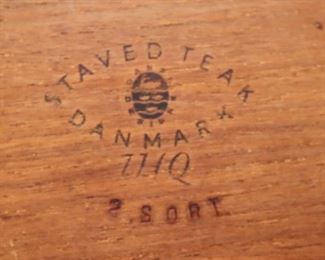 STAVED TEAK
DANMARK
IHQ
2. SORT